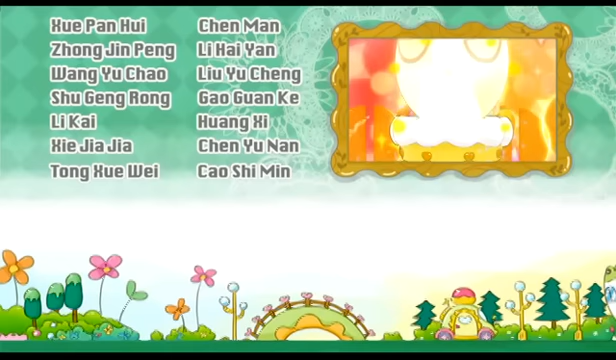 Xue Pan Hui
Zhong Jin Peng
Wang Yu Chao
Shu Geng Rong
Li Kai
Xie Jia Jia
Tong Xue Wei
Chen Man
Li Hai Yan
Liu Yu Cheng
Gao Guan Ke
Huang Xi
Chen Yu Nan
Cao Shi Min